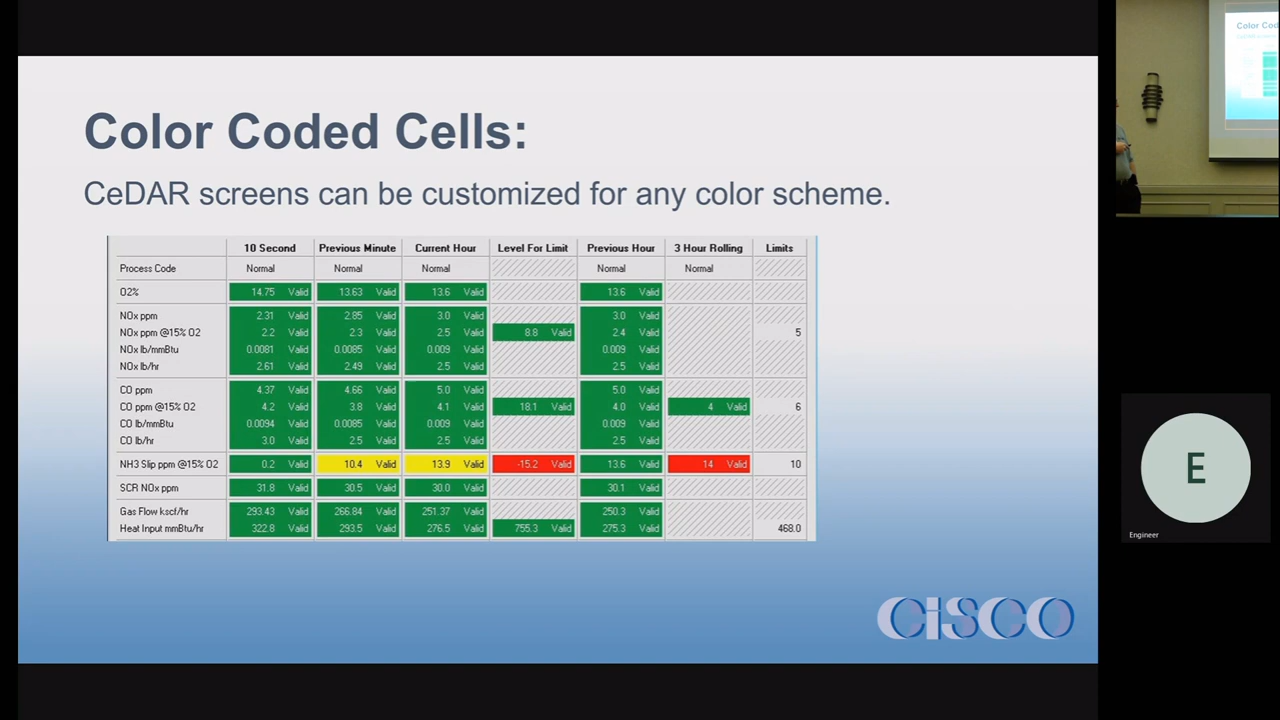 Color Coded Cells:
CeDAR screens can be customized for any color scheme.
10 Second Previous Minute Current Hour Level For Limit Previous Hour 3 Hour Rolling Limits
Process Code Normal Normal Normal Normal Normal
O2% 14.75 Valid 13.63 Valid 13.6 Valid 13.6 Valid
NOx ppm 2.31 Valid 2.85 Valid 3.0 Valid 3.0 Valid
NOx ppm @15% O2 2.2 Valid 2.3 Valid 2.5 Valid 8.8 Valid 2.4 Valid 5
NOx lb/mmBtu 0.0081 Valid 0.0085 Valid 0.009 Valid 0.009 Valid
NOx lb/hr 2.61 Valid 2.49 Valid 2.5 Valid 2.5 Valid
CO ppm 4.37 Valid 4.66 Valid 5.0 Valid 5.0 Valid
CO ppm @15% O2 4.2 Valid 3.8 Valid 4.1 Valid 18.1 Valid 4.0 Valid 4 Valid 6
CO lb/mmBtu 0.0094 Valid 0.0085 Valid 0.009 Valid 0.009 Valid
CO lb/hr 3.0 Valid 2.5 Valid 2.5 Valid 2.5 Valid
NH3 Slip ppm @15% O2 0.2 Valid 10.4 Valid 13.9 Valid -15.2 Valid 13.6 Valid 14 Valid 10
SCR NOx ppm 31.8 Valid 30.5 Valid 30.0 Valid 30.1 Valid
Gas Flow kscf/hr 293.43 Valid 266.84 Valid 251.37 Valid 250.3 Valid
Heat Input mmBtu/hr 322.8 Valid 293.5 Valid 276.5 Valid 755.3 Valid 275.3 Valid 468.0
CiSCO
Color Cod
E
Engineer